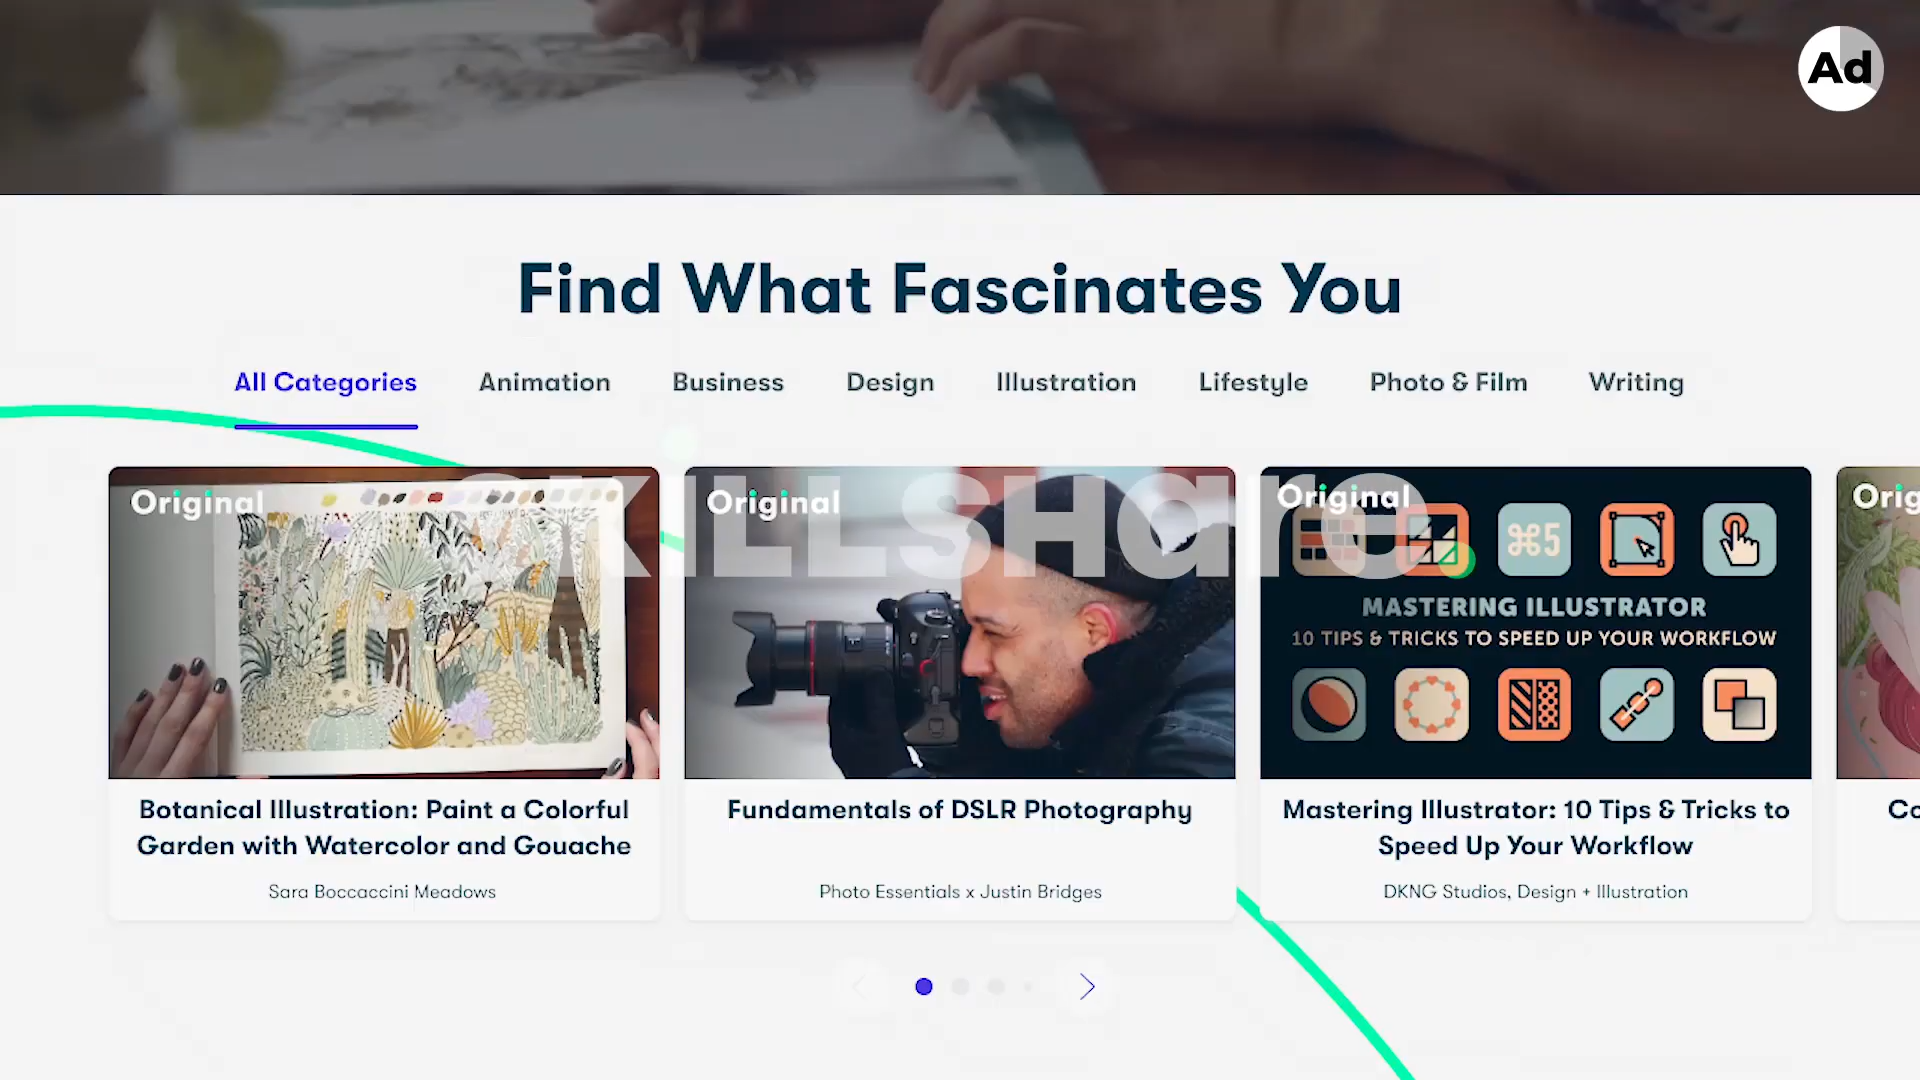 Ad
Find What Fascinates You
All Categories Animation Business Design Illustration Lifestyle Photo & Film Writing
SKILLSHare
Original
Original
Original
Orig
⌘5
MASTERING ILLUSTRATOR
10 TIPS & TRICKS TO SPEED UP YOUR WORKFLOW
Botanical Illustration: Paint a Colorful
Garden with Watercolor and Gouache
Sara Boccaccini Meadows
Fundamentals of DSLR Photography
Photo Essentials x Justin Bridges
Mastering Illustrator: 10 Tips & Tricks to
Speed Up Your Workflow
DKNG Studios, Design + Illustration
Co